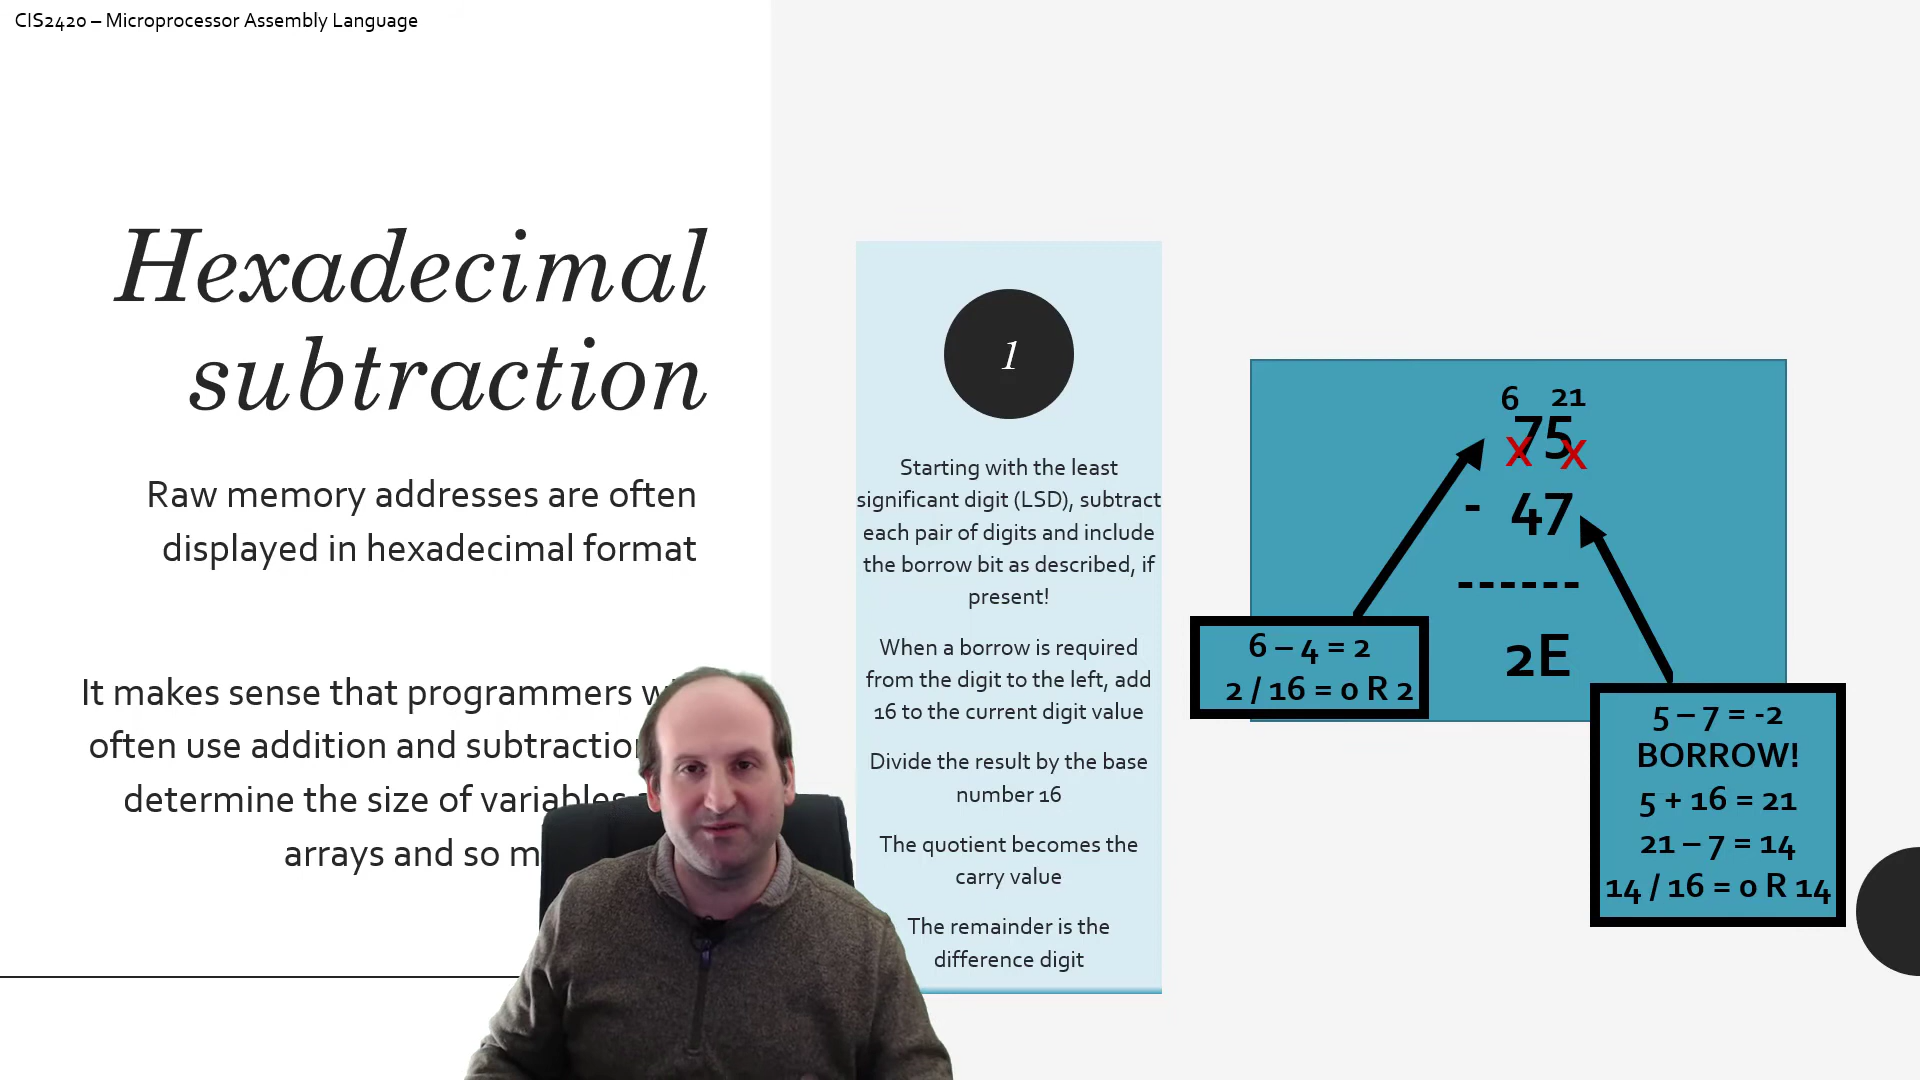 CIS2420 – Microprocessor Assembly Language
Hexadecimal
subtraction
Raw memory addresses are often
displayed in hexadecimal format
It makes sense that programmers
often use addition and subtraction
determine the size of variables
arrays and so
1
Starting with the least
significant digit (LSD), subtract
each pair of digits and include
the borrow bit as described, if
present!
When a borrow is required
from the digit to the left, add
16 to the current digit value
Divide the result by the base
number 16
The quotient becomes the
carry value
The remainder is the
difference digit
6 21
75
x x
- 47
------
2E
6 – 4 = 2
2 / 16 = 0 R 2
5 – 7 = -2
BORROW!
5 + 16 = 21
21 – 7 = 14
14 / 16 = 0 R 14